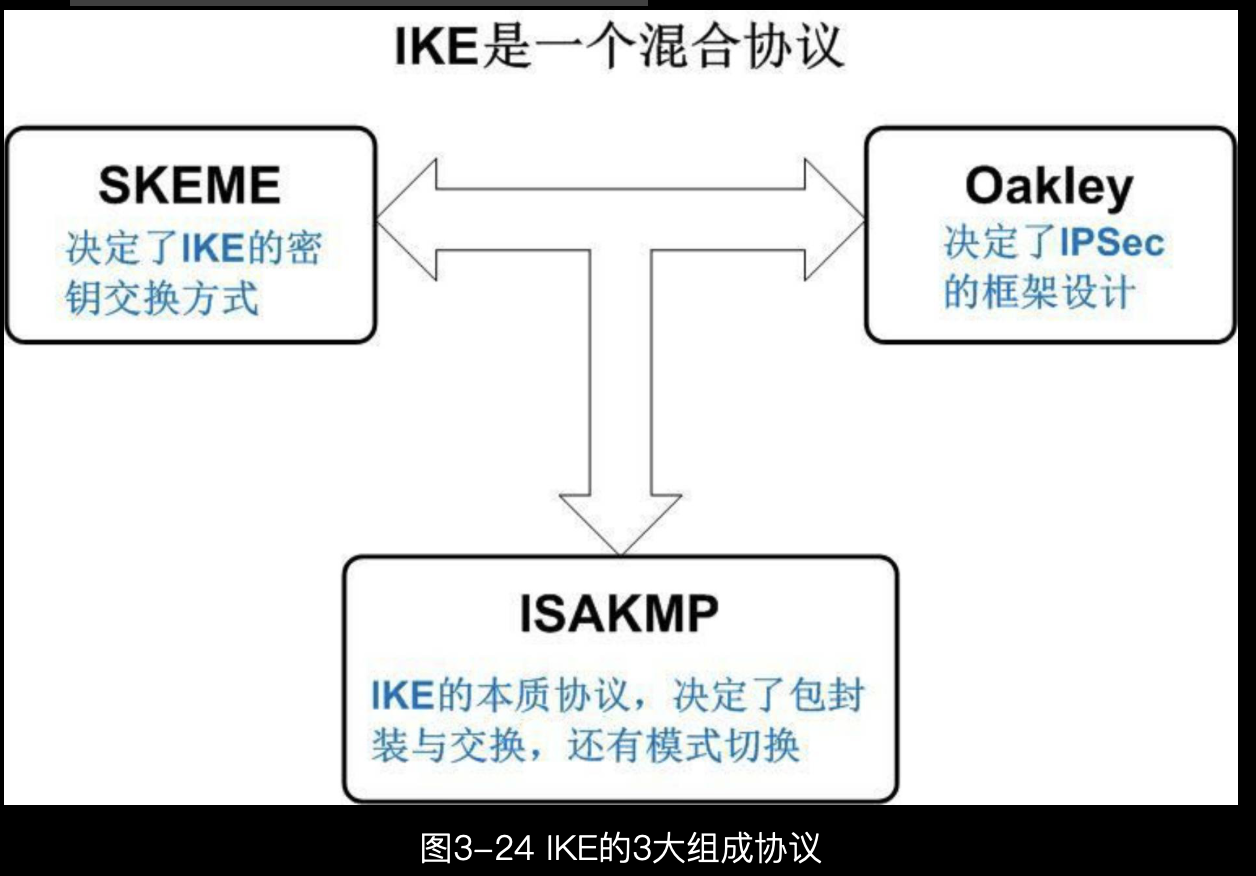 IKE是一个混合协议
SKEME
决定了IKE的密
钥交换方式
Oakley
决定了IPSec
的框架设计
ISAKMP
IKE的本质协议，决定了包封
装与交换，还有模式切换
图3-24 IKE的3大组成协议